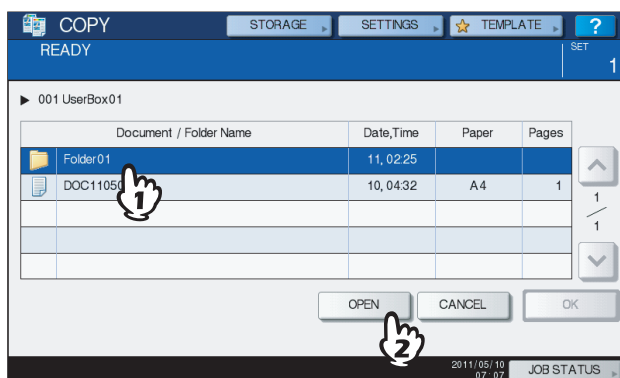 COPY STORAGE SETTINGS TEMPLATE ?
READY SET
1
001 UserBox01
Document / Folder Name Date,Time Paper Pages
Folder01 11, 02:25
DOC11050 10, 04:32 A4 1
1
1
1
OPEN CANCEL OK
2
2011/05/10
07:07 JOB STATUS